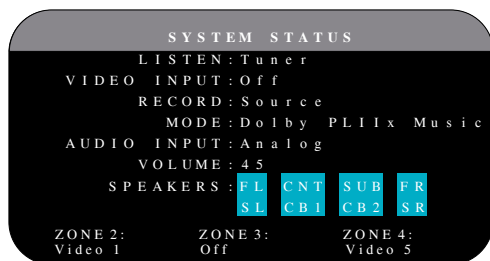 SYSTEM STATUS
LISTEN:Tuner
VIDEO INPUT:Off
RECORD:Source
MODE:Dolby PLIIx Music
AUDIO INPUT:Analog
VOLUME:45
SPEAKERS:FL CNT SUB FR
SL CB1 CB2 SR
ZONE 2: ZONE 3: ZONE 4:
Video 1 Off Video 5